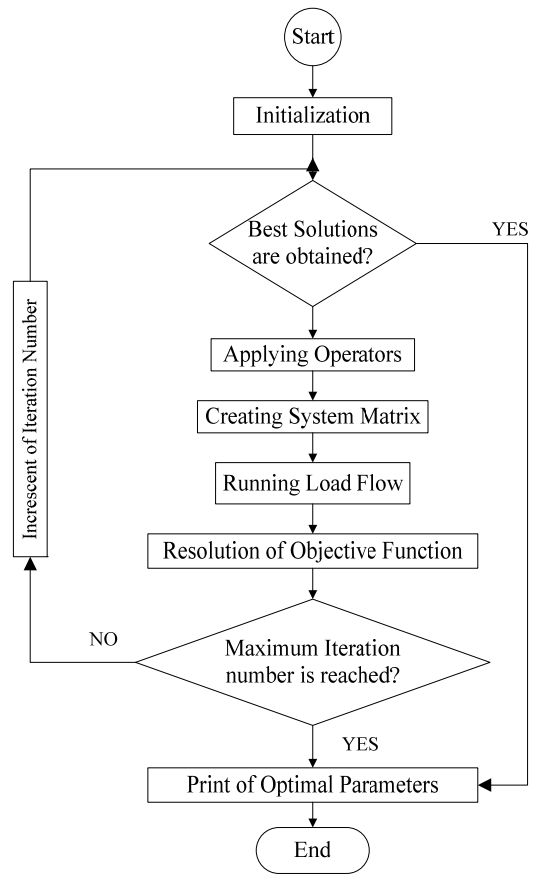 Start
Initialization
Best Solutions
are obtained?
YES
Applying Operators
Creating System Matrix
Running Load Flow
Resolution of Objective Function
Increscent of Iteration Number
NO
Maximum Iteration
number is reached?
YES
Print of Optimal Parameters
End